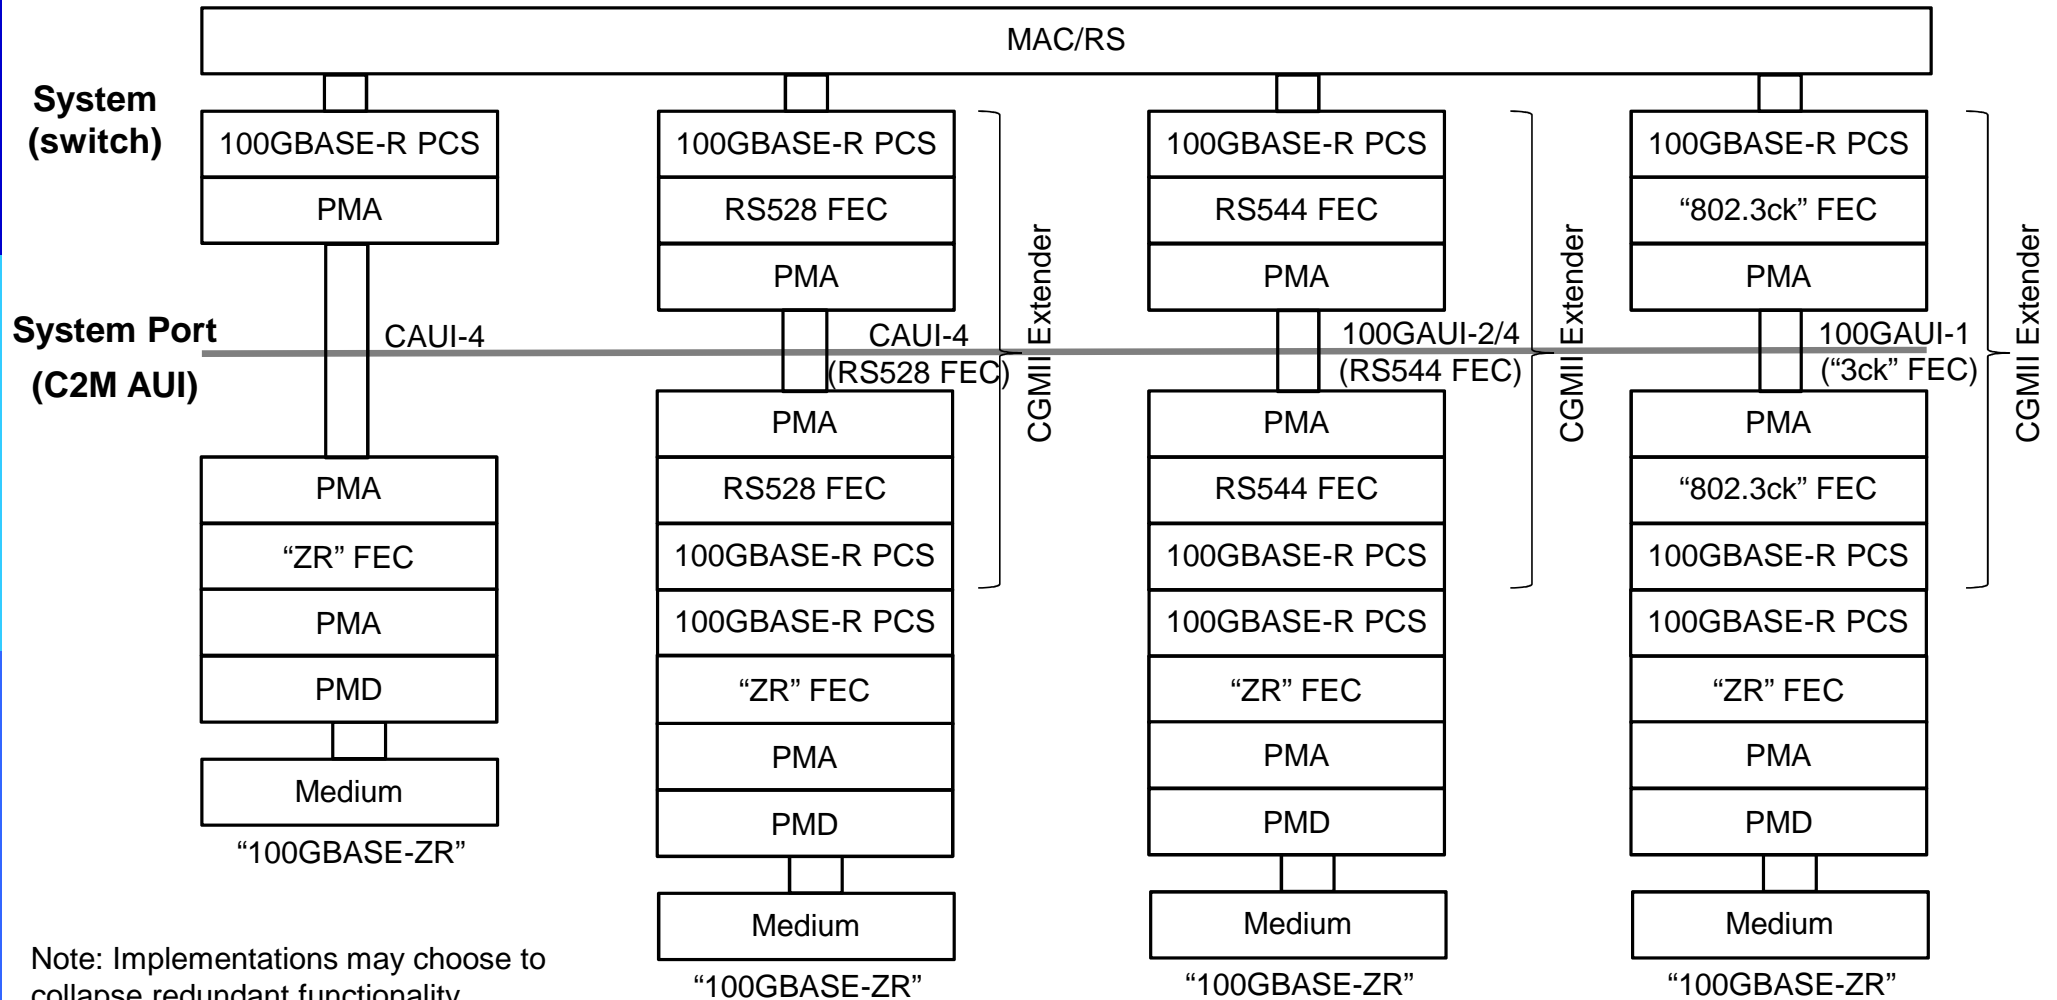 MAC/RS
System
(switch)
100GBASE-R PCS
PMA
CAUI-4
PMA
“ZR” FEC
PMA
PMD
Medium
“100GBASE-ZR”
100GBASE-R PCS
RS528 FEC
PMA
CAUI-4
(RS528 FEC)
CGMII Extender
PMA
RS528 FEC
100GBASE-R PCS
100GBASE-R PCS
“ZR” FEC
PMA
PMD
Medium
“100GBASE-ZR”
100GBASE-R PCS
RS544 FEC
PMA
100GAUI-2/4
(RS544 FEC)
CGMII Extender
PMA
RS544 FEC
100GBASE-R PCS
100GBASE-R PCS
“ZR” FEC
PMA
PMD
Medium
“100GBASE-ZR”
100GBASE-R PCS
“802.3ck” FEC
PMA
100GAUI-1
(“3ck” FEC)
CGMII Extender
PMA
“802.3ck” FEC
100GBASE-R PCS
100GBASE-R PCS
“ZR” FEC
PMA
PMD
Medium
“100GBASE-ZR”
System Port
(C2M AUI)
Note: Implementations may choose to
collapse redundant functionality